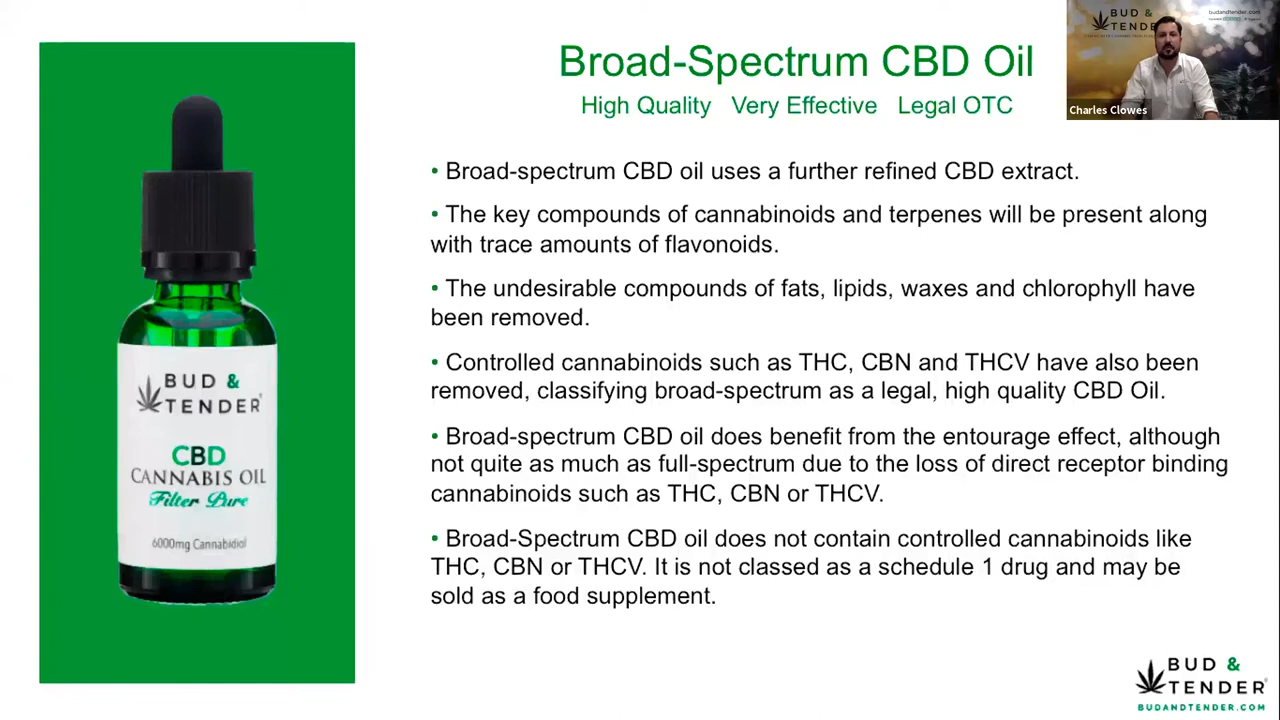 Broad-Spectrum CBD Oil
High Quality Very Effective Legal OTC
• Broad-spectrum CBD oil uses a further refined CBD extract.
• The key compounds of cannabinoids and terpenes will be present along
with trace amounts of flavonoids.
• The undesirable compounds of fats, lipids, waxes and chlorophyll have
been removed.
• Controlled cannabinoids such as THC, CBN and THCV have also been
removed, classifying broad-spectrum as a legal, high quality CBD Oil.
• Broad-spectrum CBD oil does benefit from the entourage effect, although
not quite as much as full-spectrum due to the loss of direct receptor binding
cannabinoids such as THC, CBN or THCV.
• Broad-Spectrum CBD oil does not contain controlled cannabinoids like
THC, CBN or THCV. It is not classed as a schedule 1 drug and may be
sold as a food supplement.
BUD &
TENDER
CBD
CANNABIS OIL
Filter Pure
6000mg Cannabidiol
BUD &
TENDE
budandtender.com
Charles Clowes
BUD &
TENDER
BUDANDTENDER.COM